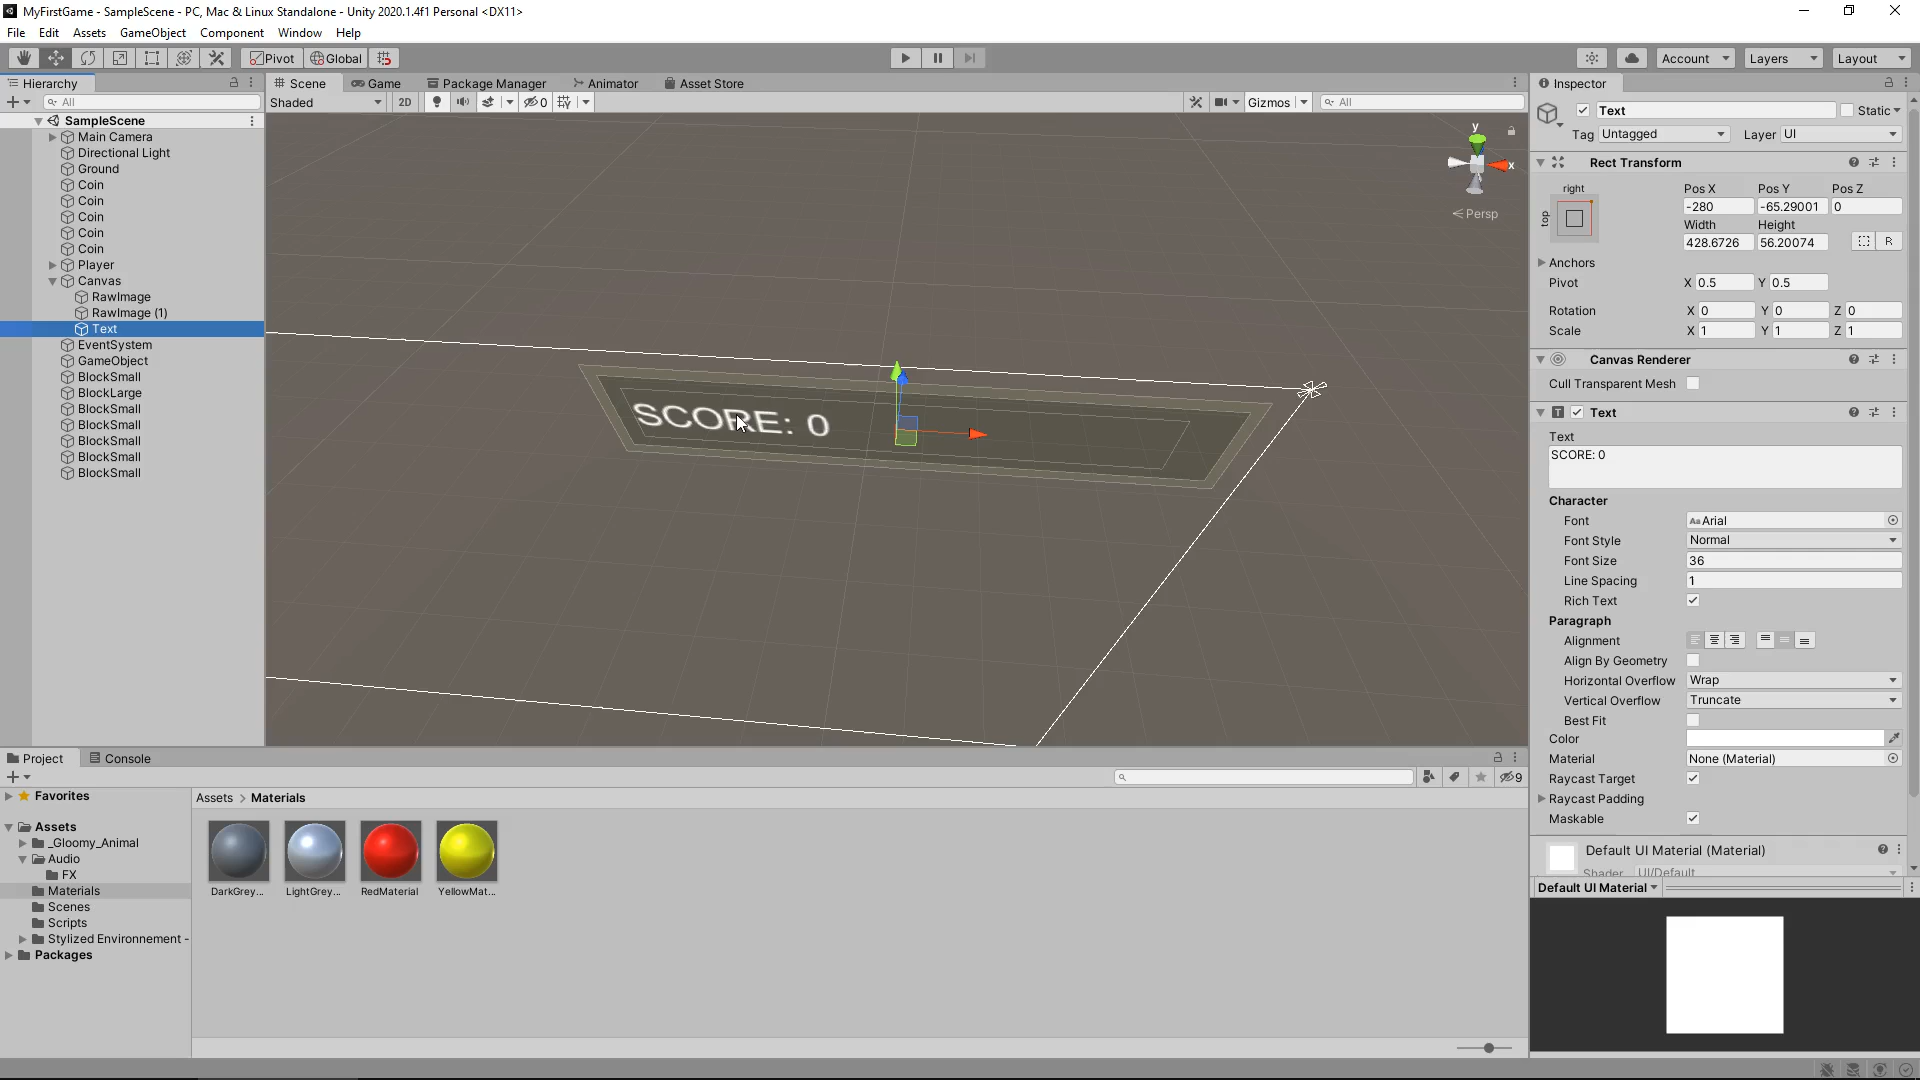 MyFirstGame - SampleScene - PC, Mac & Linux Standalone - Unity 2020.1.4f1 Personal <DX11>
File Edit Assets GameObject Component Window Help
Pivot Global Account Layers Layout
Hierarchy
All
SampleScene
Main Camera
Directional Light
Ground
Coin
Coin
Coin
Coin
Coin
Player
Canvas
RawImage
RawImage (1)
Text
EventSystem
GameObject
BlockSmall
BlockLarge
BlockSmall
BlockSmall
BlockSmall
BlockSmall
BlockSmall
Scene Game Package Manager Animator Asset Store
Shaded 2D 0 Gizmos All
y
x
Persp
SCORE: 0
Inspector
Text Static
Tag Untagged Layer UI
Rect Transform
right Pos X Pos Y Pos Z
top -280 -65.29001 0
Width Height
428.6726 56.20074 R
Anchors
Pivot X 0.5 Y 0.5
Rotation X 0 Y 0 Z 0
Scale X 1 Y 1 Z 1
Canvas Renderer
Cull Transparent Mesh
Text
Text
SCORE: 0
Character
Font Arial
Font Style Normal
Font Size 36
Line Spacing 1
Rich Text
Paragraph
Alignment
Align By Geometry
Horizontal Overflow Wrap
Vertical Overflow Truncate
Best Fit
Color
Material None (Material)
Raycast Target
Raycast Padding
Maskable
Default UI Material (Material)
Shader UI/Default
Default UI Material
Project Console
9
Favorites
Assets
_Gloomy_Animal
Audio
FX
Materials
Scenes
Scripts
Stylized Environnement -
Packages
Assets > Materials
DarkGrey... LightGrey... RedMaterial YellowMat...